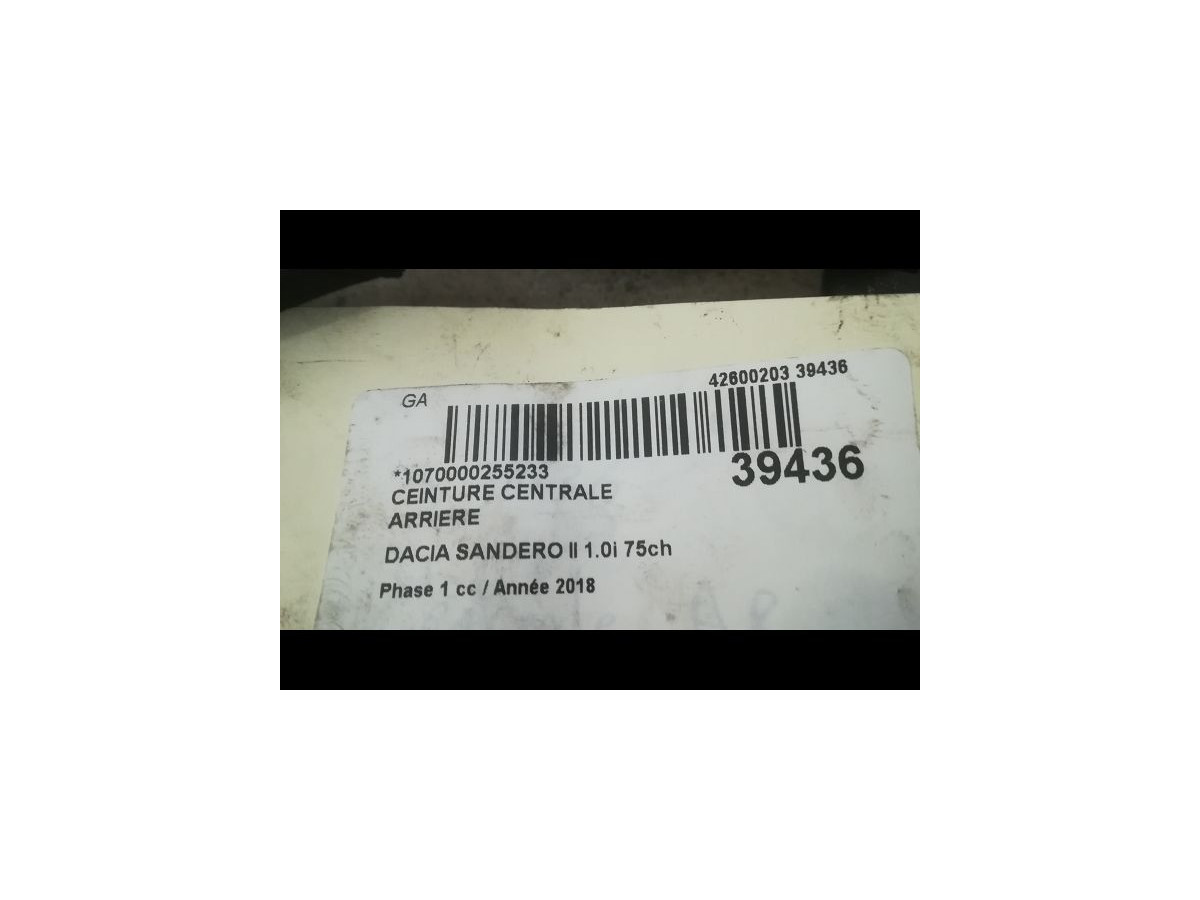 42600203 39436
GA
*1070000255233
39436
CEINTURE CENTRALE
ARRIERE
DACIA SANDERO II 1.0i 75ch
Phase 1 cc / Année 2018